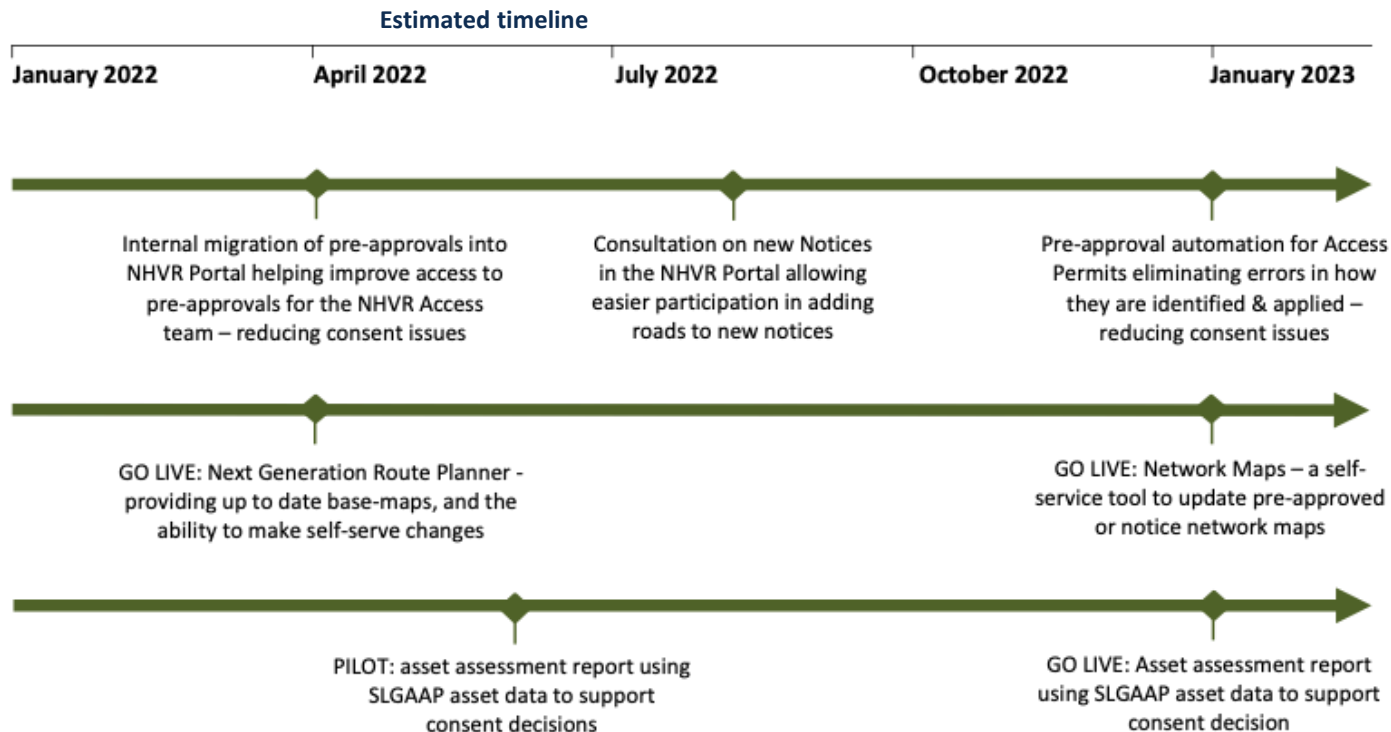 Estimated timeline
January 2022
April 2022
July 2022
October 2022
January 2023
Internal migration of pre-approvals into
NHVR Portal helping improve access to
pre-approvals for the NHVR Access
team – reducing consent issues
Consultation on new Notices
in the NHVR Portal allowing
easier participation in adding
roads to new notices
Pre-approval automation for Access
Permits eliminating errors in how
they are identified & applied –
reducing consent issues
GO LIVE: Next Generation Route Planner -
providing up to date base-maps, and the
ability to make self-serve changes
GO LIVE: Network Maps – a self-
service tool to update pre-approved
or notice network maps
PILOT: asset assessment report using
SLGAAP asset data to support
consent decisions
GO LIVE: Asset assessment report
using SLGAAP asset data to support
consent decision